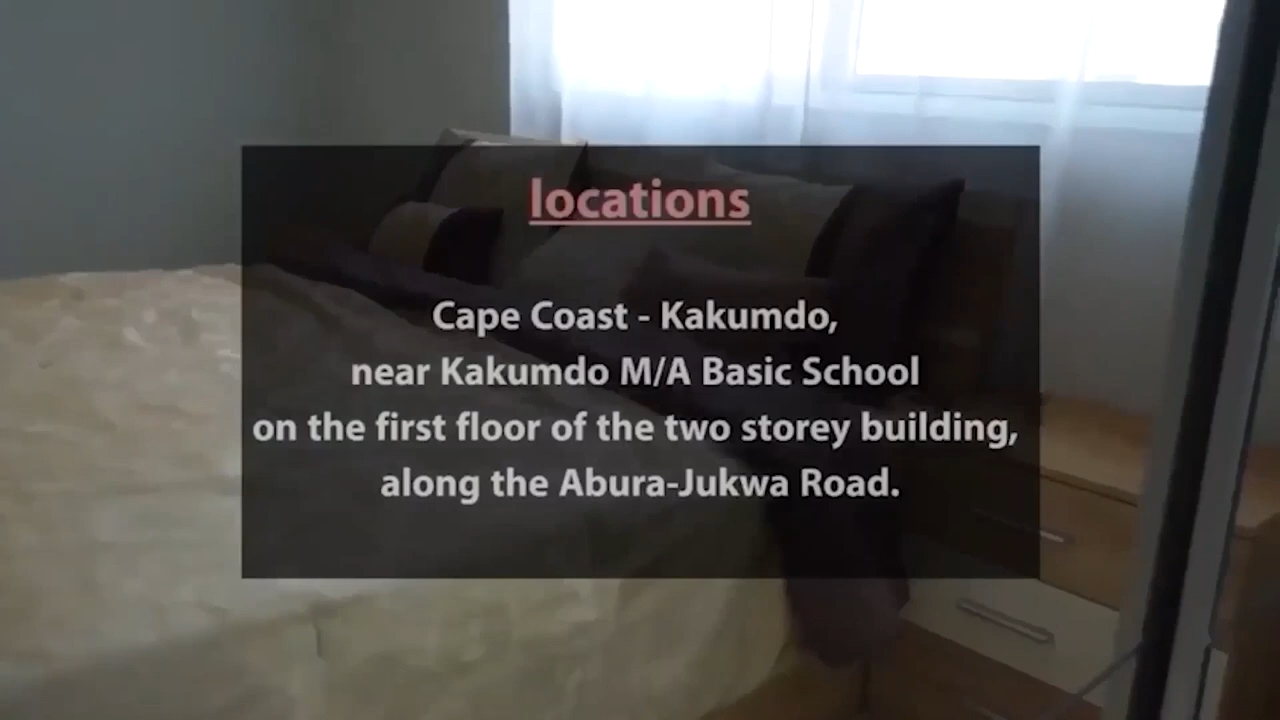 locations
Cape Coast - Kakumdo,
near Kakumdo M/A Basic School
on the first floor of the two storey building,
along the Abura-Jukwa Road.